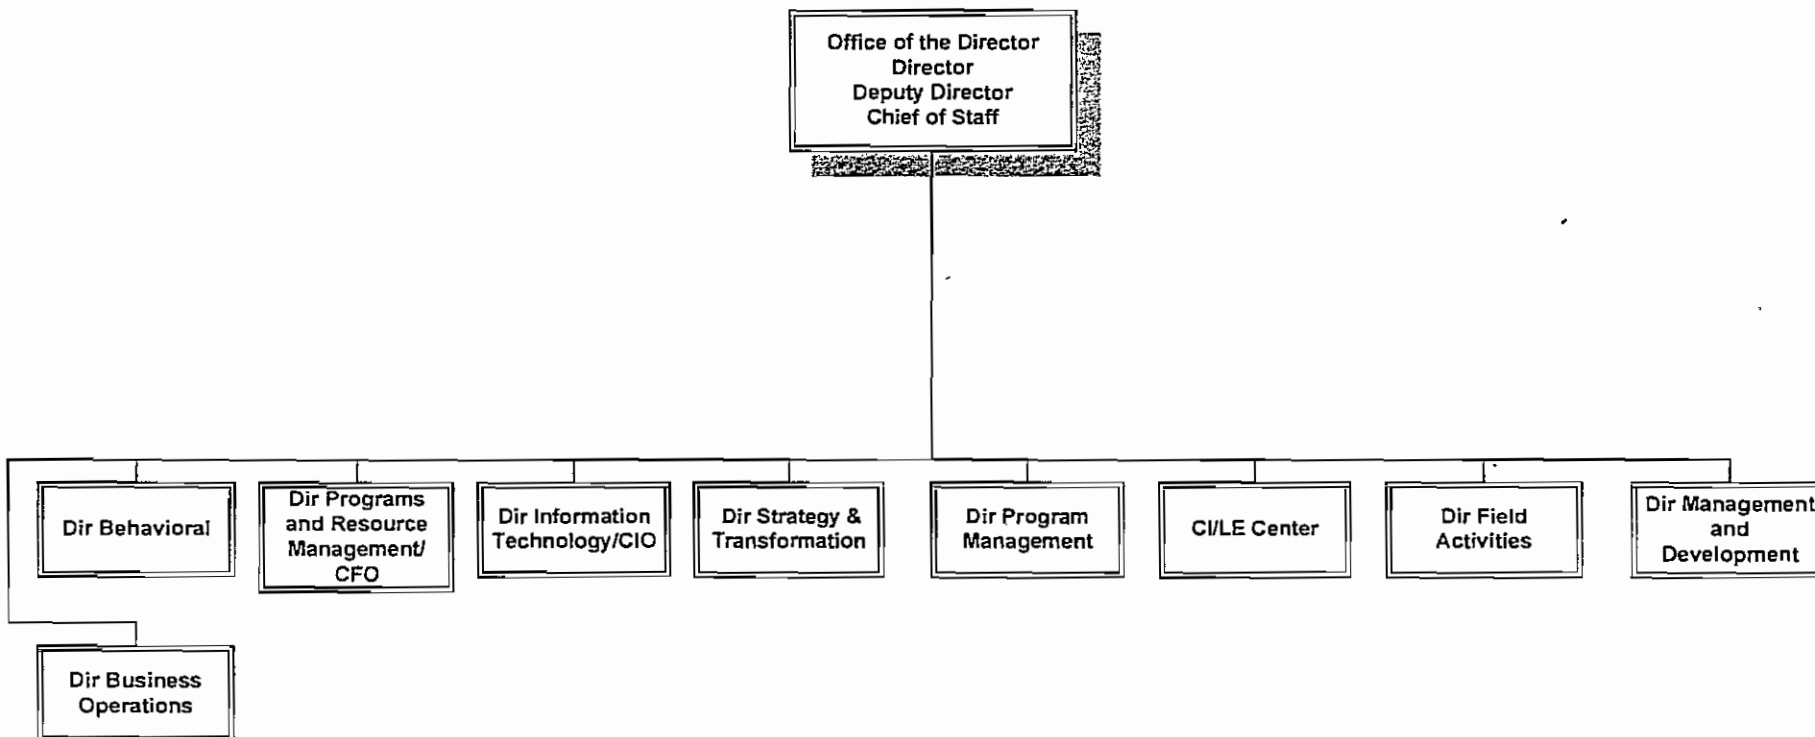 Office of the Director
Director
Deputy Director
Chief of Staff
Dir Behavioral
Dir Programs
and Resource
Management/
CFO
Dir Information
Technology/CIO
Dir Strategy &
Transformation
Dir Program
Management
CI/LE Center
Dir Field
Activities
Dir Management
and
Development
Dir Business
Operations